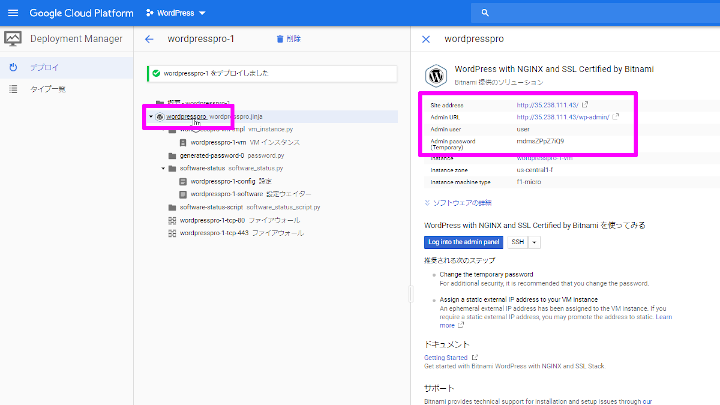 Google Cloud Platform
WordPress
Deployment Manager
wordpresspro-1
削除
wordpresspro
デプロイ
タイプ一覧
wordpresspro-1 をデプロイしました
wordpresspro-1
wordpresspro wordpresspro.jinja
vm_instance.py
wordpresspro-1-vm VM インスタンス
generated-password-0 password.py
software-status software_status.py
wordpresspro-1-config 設定
wordpresspro-1-software 設定ウェイター
software-status-script software_status_script.py
wordpresspro-1-tcp-80 ファイアウォール
wordpresspro-1-tcp-443 ファイアウォール
WordPress with NGINX and SSL Certified by Bitnami
Bitnami 提供のソリューション
Site address http://35.238.111.43/
Admin URL http://35.238.111.43/wp-admin/
Admin user user
Admin password (Temporary)
Instance wordpresspro-1-vm
Instance zone us-central1-f
Instance machine type f1-micro
ソフトウェアの詳細
WordPress with NGINX and SSL Certified by Bitnami を使ってみる
Log into the admin panel
SSH
推奨される次のステップ
Change the temporary password
For additional security, it is recommended that you change the password.
Assign a static external IP address to your VM instance
An ephemeral external IP address has been assigned to the VM instance. If you
require a static external IP address, you may promote the address to static. Learn
more
ドキュメント
Getting Started
Get started with Bitnami WordPress with NGINX and SSL Stack
サポート
Bitnami provides technical support for installation and setup issues through our